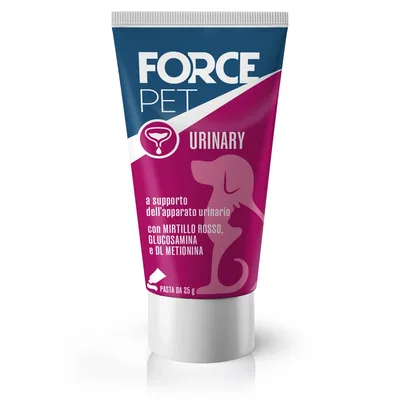 FORCE
PET
URINARY
a supporto
dell'apparato urinario
con MIRTILLO ROSSO,
GLUCOSAMINA
e DL METIONINA
PASTA DA 25 g